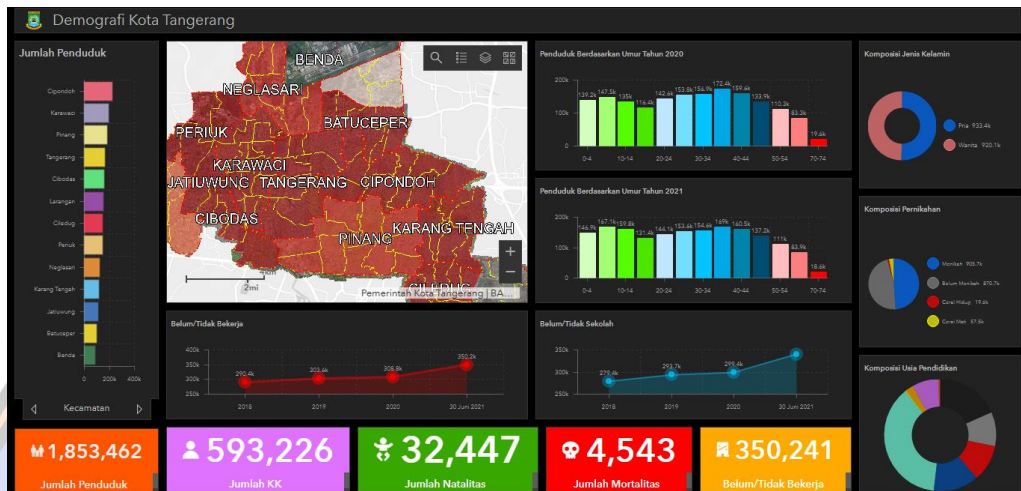 Demografi Kota Tangerang
Jumlah Penduduk
Cipondoh
Karawaci
Pinang
Tangerang
Cibodas
Larangan
Ciledug
Periuk
Neglasari
Karang Tengah
Jatiuwung
Batuceper
Benda
0 200k 400k
Kecamatan
BENDA
NEGLASARI
BATUCEPER
PERIUK
KARAWACI
JATIUWUNG TANGERANG CIPONDOH
CIBODAS
KARANG TENGAH
PINANG
CILEDUG
2mi
Pemerintah Kota Tangerang | BA...
Penduduk Berdasarkan Umur Tahun 2020
200k
100k
0
139.2k 147.5k 135k 116.4k 142.6k 153.8k 156.9k 172.4k 159.6k 133.9k 110.3k 83.3k 19.6k
0-4 10-14 20-24 30-34 40-44 50-54 70-74
Penduduk Berdasarkan Umur Tahun 2021
200k
100k
0
146.9k 167.1k 159.8k 131.4k 144.1k 153.6k 154.6k 169k 160.5k 137.2k 111k 83.9k 18.6k
0-4 10-14 20-24 30-34 40-44 50-54 70-74
Komposisi Jenis Kelamin
Pria 933.4k
Wanita 920.1k
Komposisi Pernikahan
Menikah 905.7k
Belum Menikah 870.7k
Cerai Hidup 19.6k
Cerai Mati 57.5k
Komposisi Usia Pendidikan
Belum/Tidak Bekerja
400k
350k
300k
250k
290.4k 303.6k 308.8k 350.2k
2018 2019 2020 30 Juni 2021
Belum/Tidak Sekolah
350k
300k
250k
279.4k 293.7k 299.4k
2018 2019 2020 30 Juni 2021
1,853,462
Jumlah Penduduk
593,226
Jumlah KK
32,447
Jumlah Natalitas
4,543
Jumlah Mortalitas
350,241
Belum/Tidak Bekerja